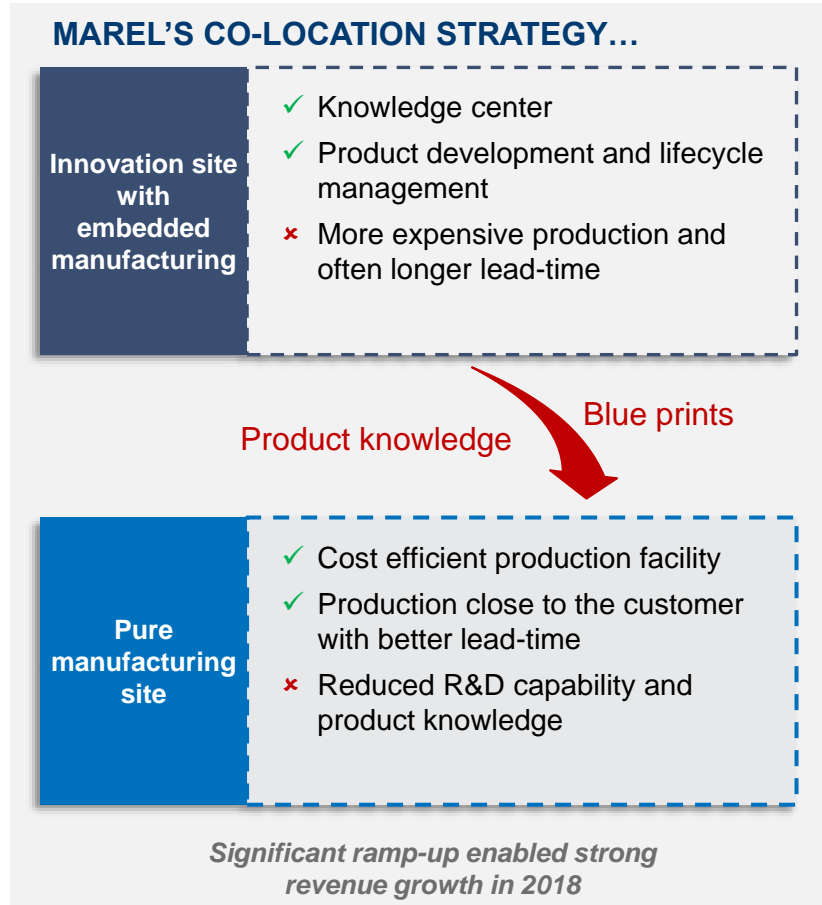 MAREL'S CO-LOCATION STRATEGY…
Innovation site
with
embedded
manufacturing
✓ Knowledge center
✓ Product development and lifecycle
management
× More expensive production and
often longer lead-time
Product knowledge
Blue prints
Pure
manufacturing
site
✓ Cost efficient production facility
✓ Production close to the customer
with better lead-time
× Reduced R&D capability and
product knowledge
Significant ramp-up enabled strong
revenue growth in 2018